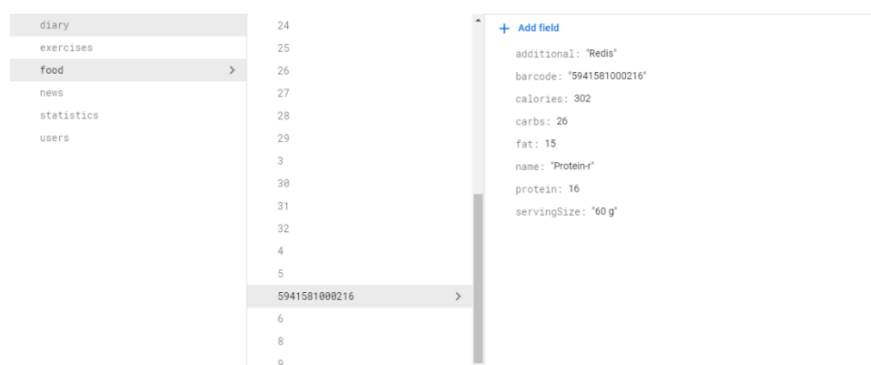 diary
exercises
food
news
statistics
users
24
25
26
27
28
29
3
30
31
32
4
5
5941581000216
6
8
9
+ Add field
additional: "Redis"
barcode: "5941581000216"
calories: 302
carbs: 26
fat: 15
name: "Protein-r"
protein: 16
servingSize: "60 g"